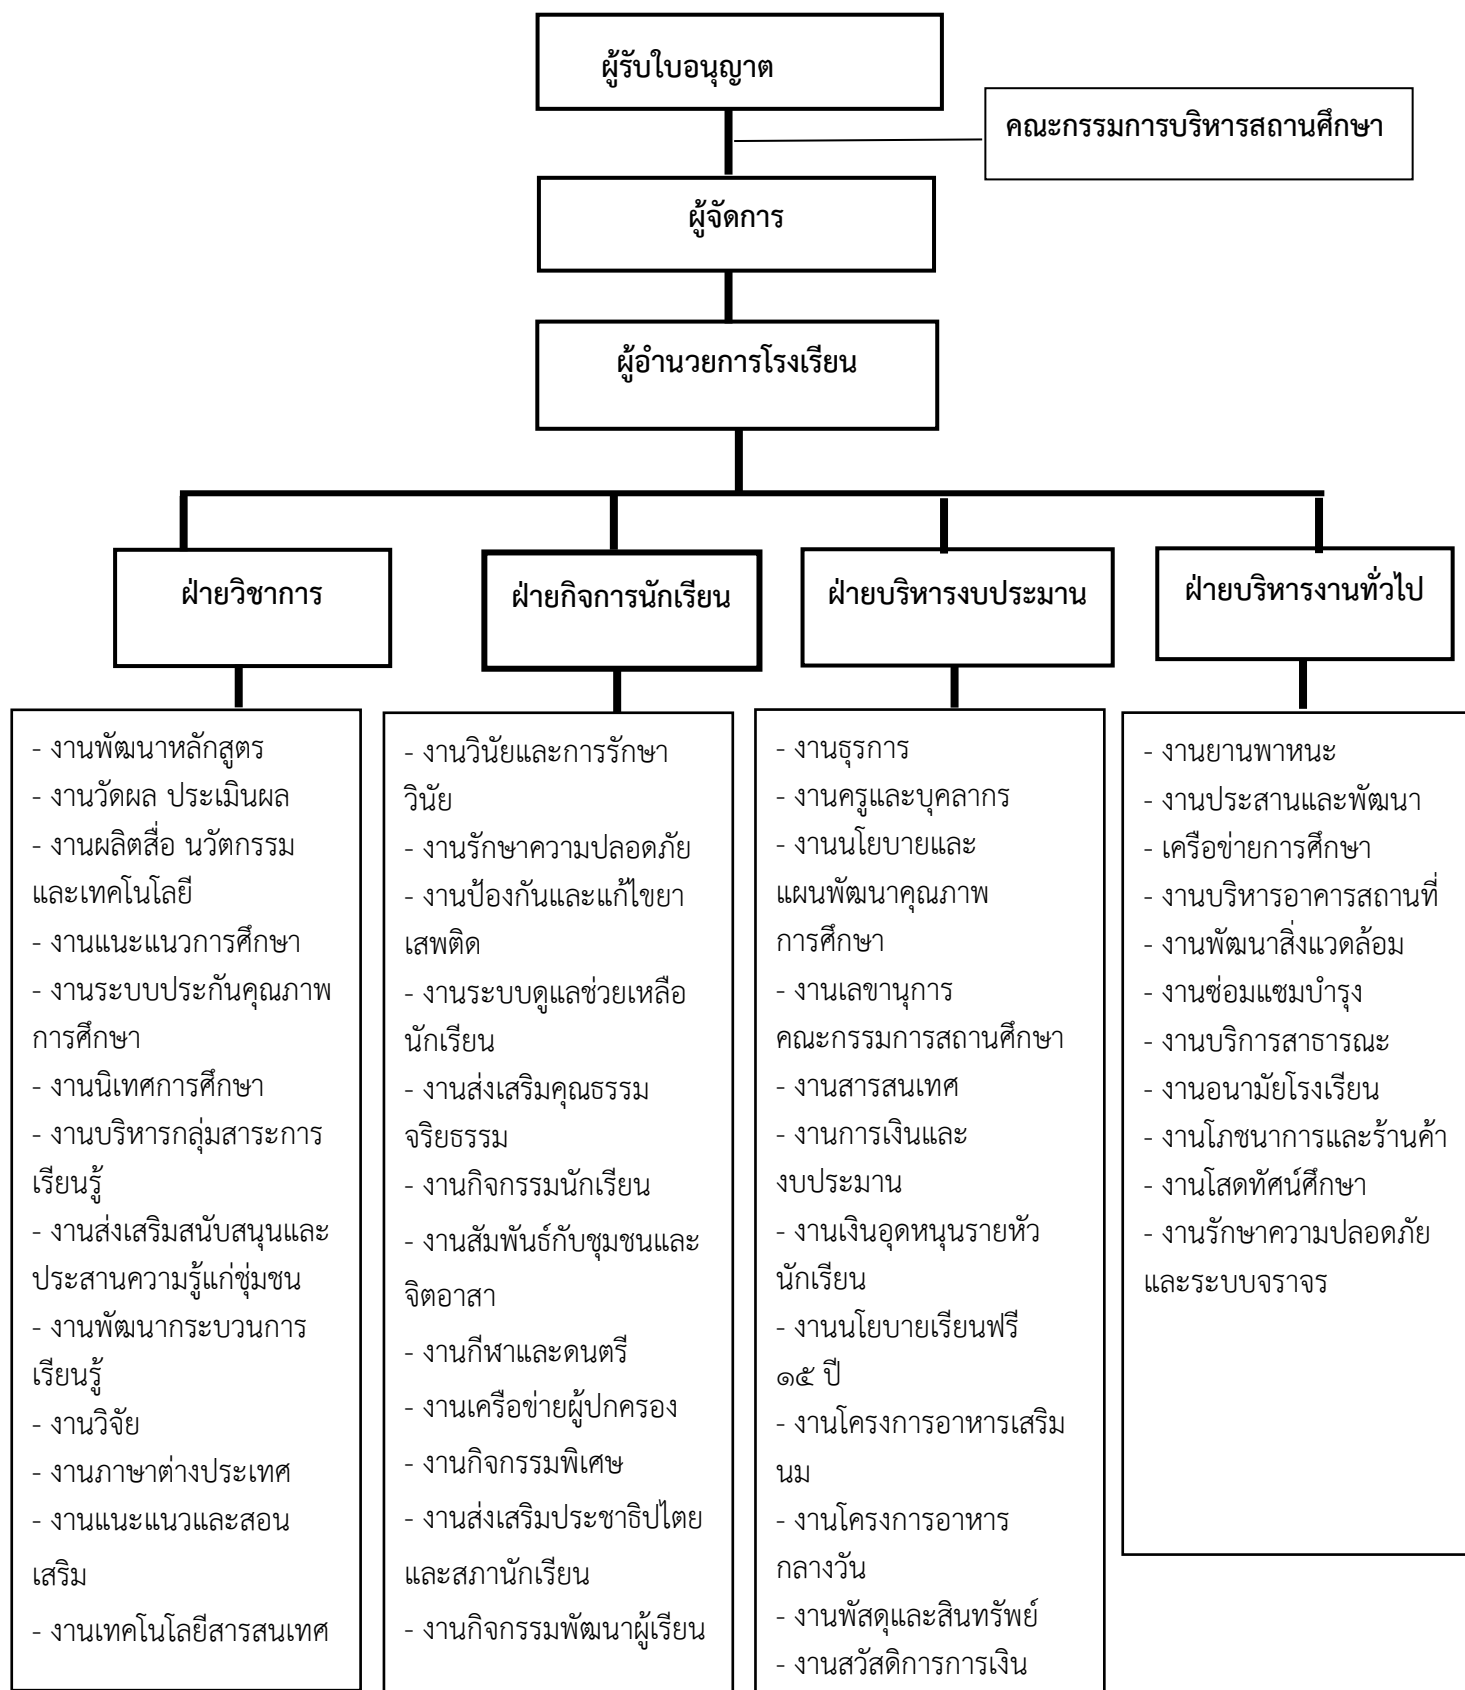 ผู้รับใบอนุญาต
คณะกรรมการบริหารสถานศึกษา
ผู้จัดการ
ผู้อำนวยการโรงเรียน
ฝ่ายวิชาการ
ฝ่ายกิจการนักเรียน
ฝ่ายบริหารงบประมาน
ฝ่ายบริหารงานทั่วไป
- งานพัฒนาหลักสูตร
- งานวัดผล ประเมินผล
- งานผลิตสื่อ นวัตกรรม
และเทคโนโลยี
- งานแนะแนวการศึกษา
- งานระบบประกันคุณภาพ
การศึกษา
- งานนิเทศการศึกษา
- งานบริหารกลุ่มสาระการ
เรียนรู้
- งานส่งเสริมสนับสนุนและ
ประสานความรู้แก่ชุ่มชน
- งานพัฒนากระบวนการ
เรียนรู้
- งานวิจัย
- งานภาษาต่างประเทศ
- งานแนะแนวและสอน
เสริม
- งานเทคโนโลยีสารสนเทศ
- งานวินัยและการรักษา
วินัย
- งานรักษาความปลอดภัย
- งานป้องกันและแก้ไขยา
เสพติด
- งานระบบดูแลช่วยเหลือ
นักเรียน
- งานส่งเสริมคุณธรรม
จริยธรรม
- งานกิจกรรมนักเรียน
- งานสัมพันธ์กับชุมชนและ
จิตอาสา
- งานกีฬาและดนตรี
- งานเครือข่ายผู้ปกครอง
- งานกิจกรรมพิเศษ
- งานส่งเสริมประชาธิปไตย
และสภานักเรียน
- งานกิจกรรมพัฒนาผู้เรียน
- งานธุรการ
- งานครูและบุคลากร
- งานนโยบายและ
แผนพัฒนาคุณภาพ
การศึกษา
- งานเลขานุการ
คณะกรรมการสถานศึกษา
- งานสารสนเทศ
- งานการเงินและ
งบประมาน
- งานเงินอุดหนุนรายหัว
นักเรียน
- งานนโยบายเรียนฟรี
๑๕ ปี
- งานโครงการอาหารเสริม
นม
- งานโครงการอาหาร
กลางวัน
- งานพัสดุและสินทรัพย์
- งานสวัสดิการการเงิน
- งานยานพาหนะ
- งานประสานและพัฒนา
- เครือข่ายการศึกษา
- งานบริหารอาคารสถานที่
- งานพัฒนาสิ่งแวดล้อม
- งานซ่อมแซมบำรุง
- งานบริการสาธารณะ
- งานอนามัยโรงเรียน
- งานโภชนาการและร้านค้า
- งานโสดทัศน์ศึกษา
- งานรักษาความปลอดภัย
และระบบจราจร